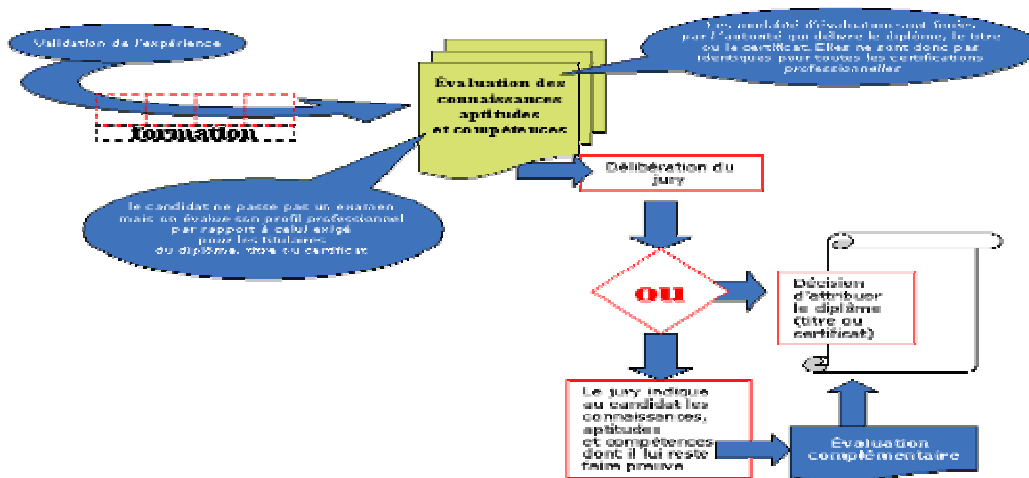 Validation de l'expérience
formation
Évaluation des
connaissances
aptitudes
et compétences
Les modalité d'évaluation sont fixées
par l'autorité qui délivre le diplôme, le titre
ou le certificat. Elles ne sont donc pas
identiques pour toutes les certifications
professionnelles
le candidat ne passe pas un examen
mais on évalue son profil professionnel
par rapport à celui exigé
pour les titulaires
du diplôme, titre ou certificat
Délibération du
jury
ou
Décision
d'attribuer
le diplôme
(titre ou
certificat)
Le jury indique
au candidat les
connaissances,
aptitudes
et compétences
dont il lui reste
faire preuve
Évaluation
complémentaire